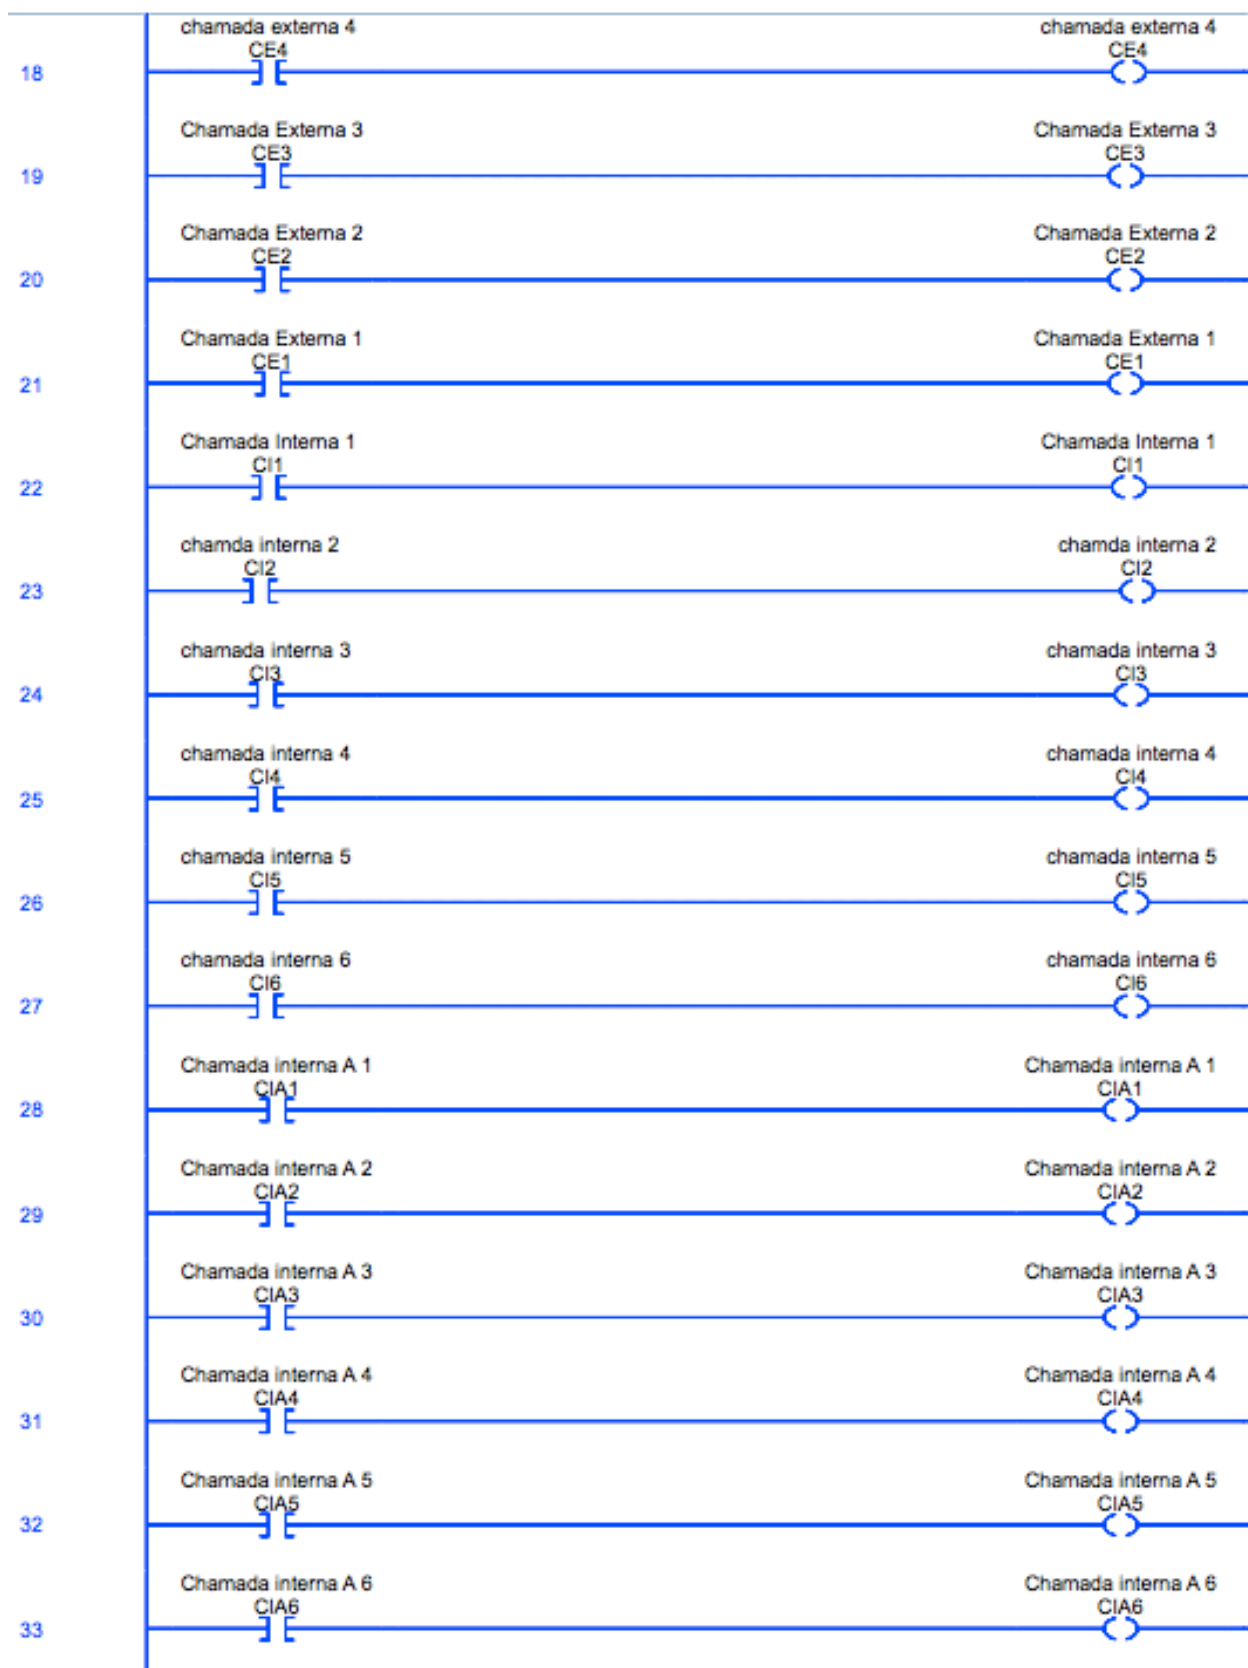 chamada externa 4 chamada externa 4
CE4 CE4
18
Chamada Externa 3 Chamada Externa 3
CE3 CE3
19
Chamada Externa 2 Chamada Externa 2
CE2 CE2
20
Chamada Externa 1 Chamada Externa 1
CE1 CE1
21
Chamada Interna 1 Chamada Interna 1
CI1 CI1
22
chamda interna 2 chamda interna 2
CI2 CI2
23
chamada interna 3 chamada interna 3
CI3 CI3
24
chamada interna 4 chamada interna 4
CI4 CI4
25
chamada interna 5 chamada interna 5
CI5 CI5
26
chamada interna 6 chamada interna 6
CI6 CI6
27
Chamada interna A 1 Chamada interna A 1
CIA1 CIA1
28
Chamada interna A 2 Chamada interna A 2
CIA2 CIA2
29
Chamada interna A 3 Chamada interna A 3
CIA3 CIA3
30
Chamada interna A 4 Chamada interna A 4
CIA4 CIA4
31
Chamada interna A 5 Chamada interna A 5
CIA5 CIA5
32
Chamada interna A 6 Chamada interna A 6
CIA6 CIA6
33